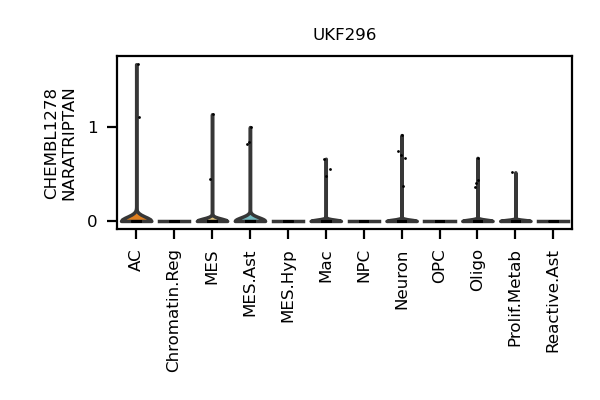 UKF296
CHEMBL1278
NARATRIPTAN
1
0
AC
Chromatin.Reg
MES
MES.Ast
MES.Hyp
Mac
NPC
Neuron
OPC
Oligo
Prolif.Metab
Reactive.Ast